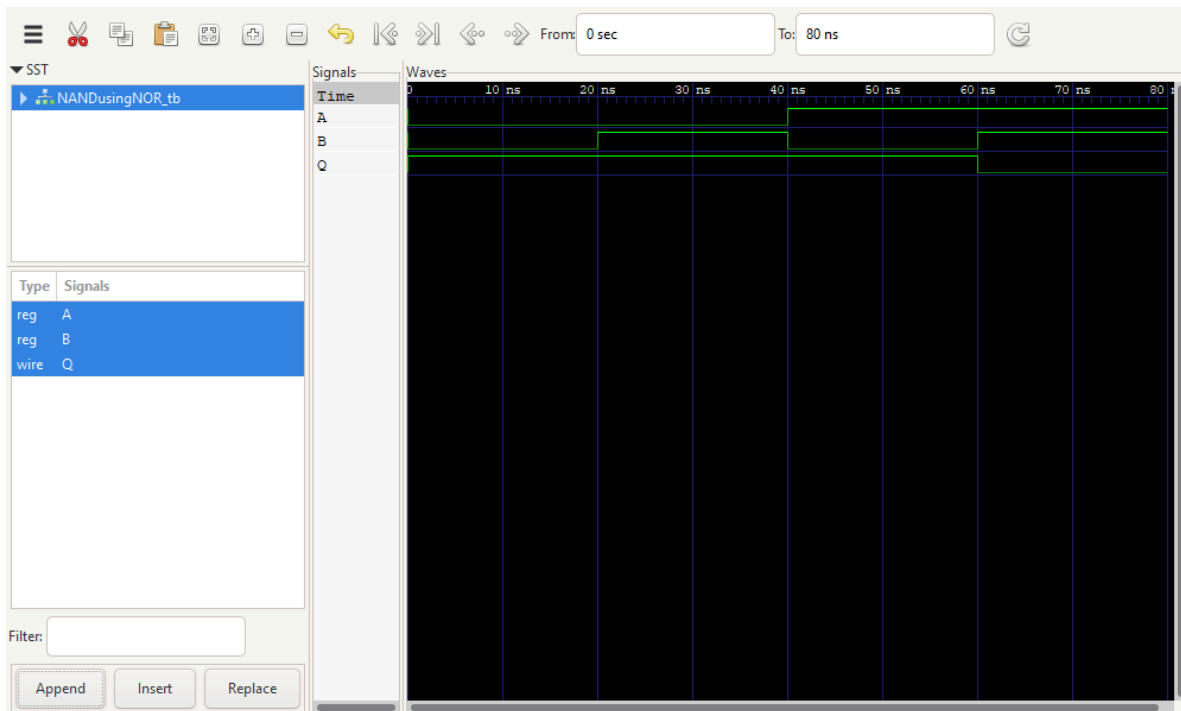 From: 0 sec To: 80 ns
SST
NANDusingNOR_tb
Type Signals
reg A
reg B
wire Q
Filter:
Append Insert Replace
Signals
Time
A
B
Q
Waves
0 10 ns 20 ns 30 ns 40 ns 50 ns 60 ns 70 ns 80